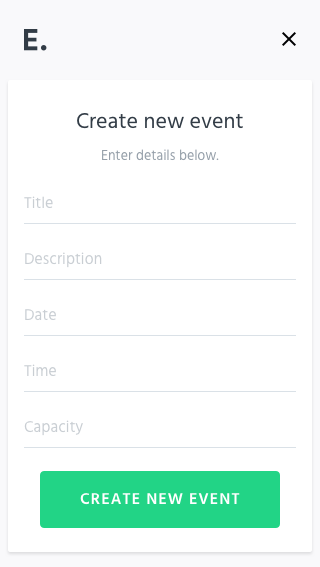 E.
Create new event
Enter details below.
Title
Description
Date
Time
Capacity
CREATE NEW EVENT